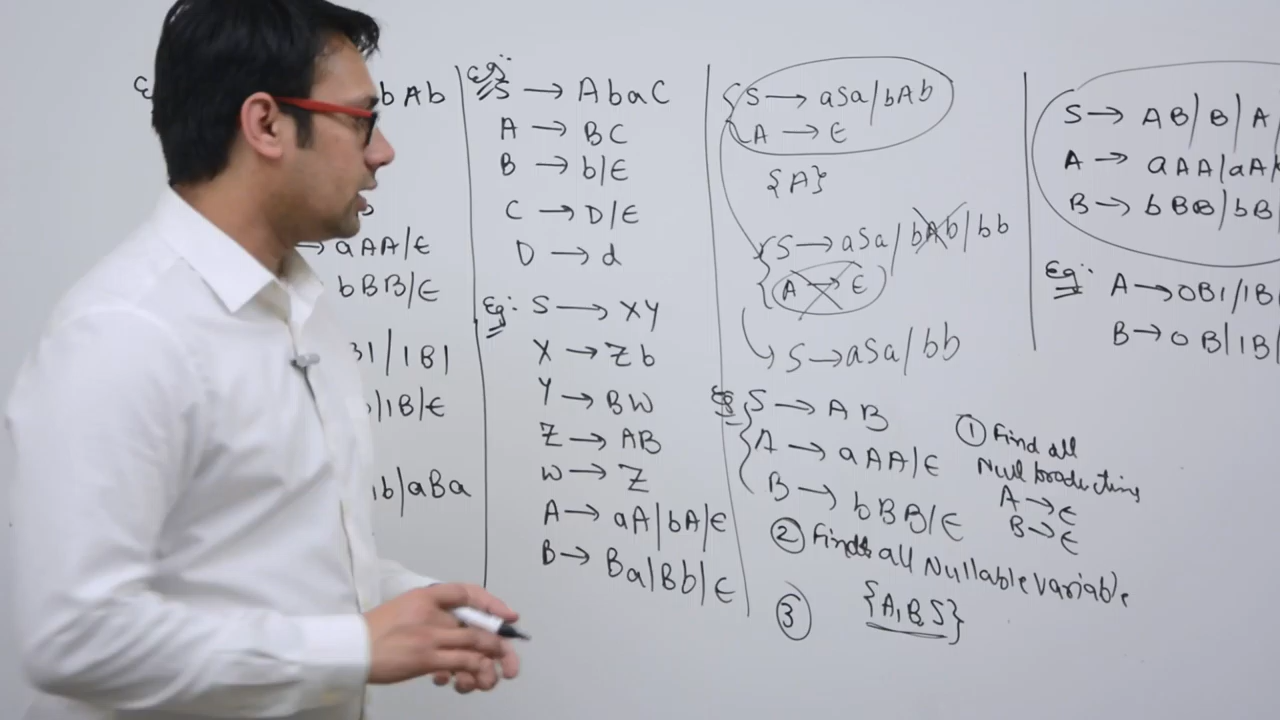 bAb
aAA/ϵ
bBB/ϵ
B1/1B1
/1B/ϵ
b/aBa
Eg:
S → AbaC
A → BC
B → b/ϵ
C → D/ϵ
D → d
Eg: S → XY
X → Zb
Y → BW
Z → AB
W → Z
A → aA/bA/ϵ
B → Ba/Bb/ϵ
S → aSa/bAb
A → ϵ
{A}
S → aSa/bAb/bb
A → ϵ
S → aSa/bb
Eg S → AB
A → aAA/ϵ
B → bBB/ϵ
① Find all
Null productions
A → ϵ
B → ϵ
② Finds all Nullable variable
③ {A, B, S}
S → AB/B/A
A → aAA/aA/
B → bBB/bB/
Eg: A → 0B1/1B
B → 0B/1B/